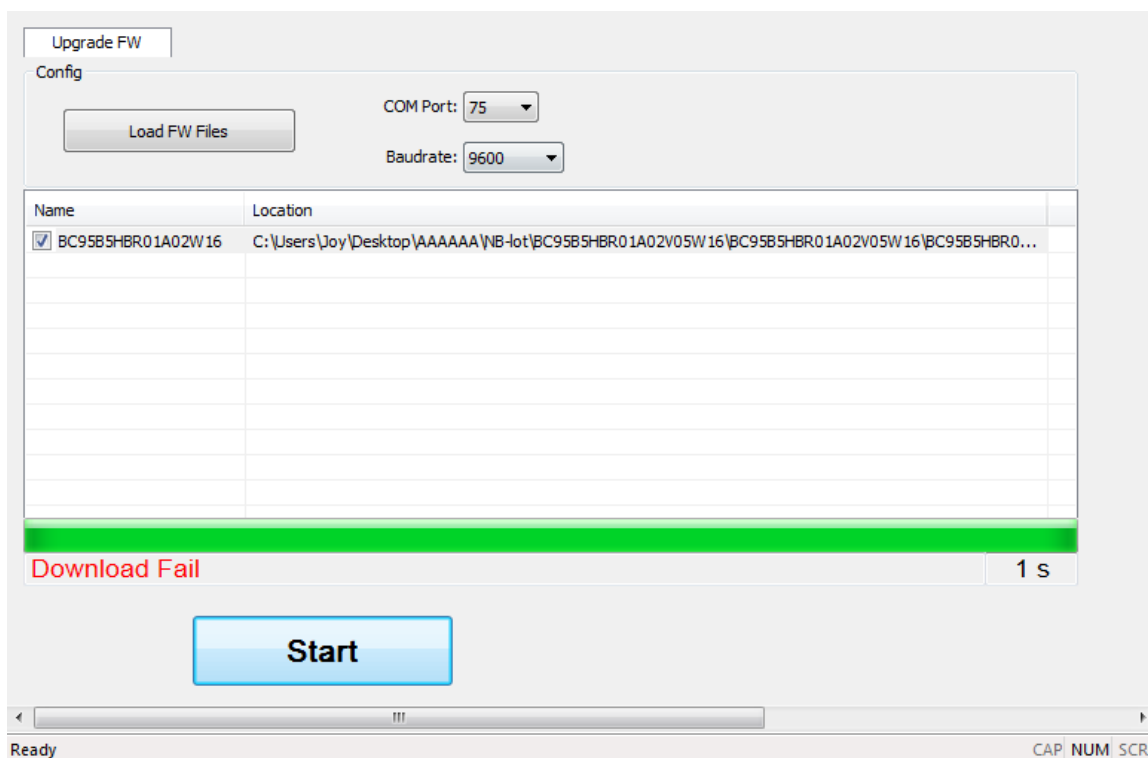 Upgrade FW
Config
Load FW Files
COM Port: 75
Baudrate: 9600
Name Location
BC95B5HBR01A02W16 C:\Users\Joy\Desktop\AAAAAA\NB-Iot\BC95B5HBR01A02V05W16\BC95B5HBR01A02V05W16\BC95B5HBR0...
Download Fail 1 s
Start
Ready CAP NUM SCR